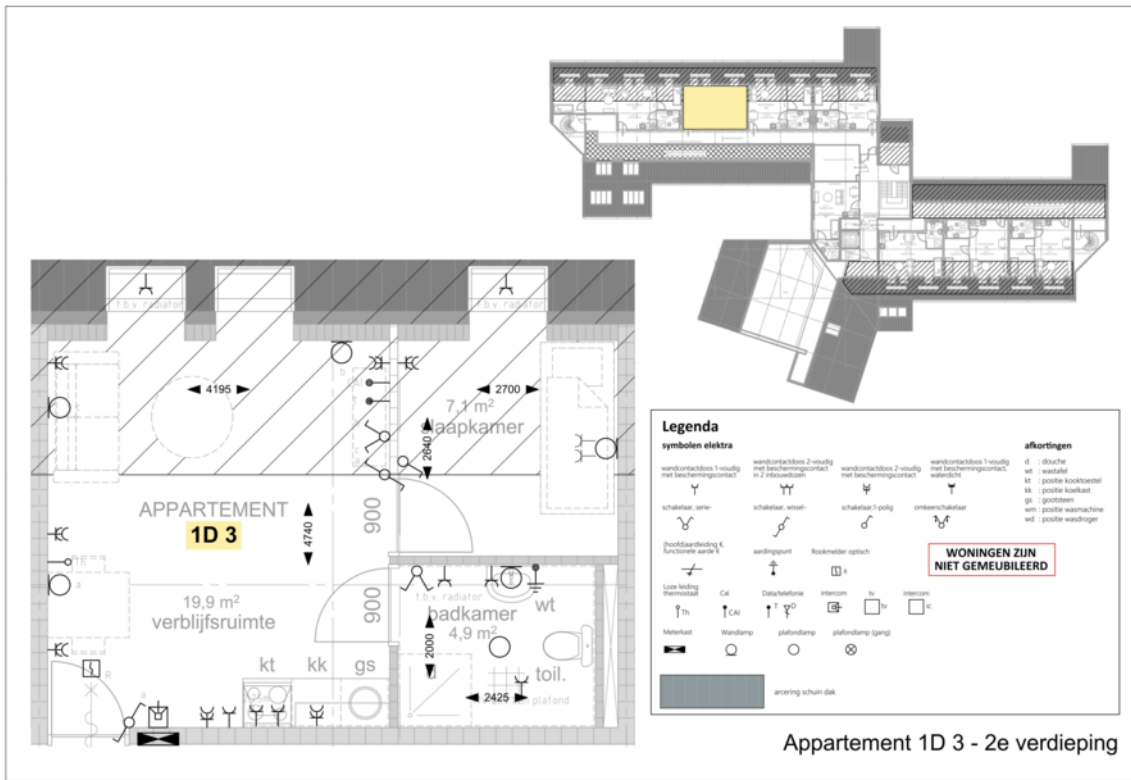 t.b.v. radiator
t.b.v. radiator
4195
2700
7,1 m²
slaapkamer
2640
APPARTEMENT
1D 3
900
4740
a
19,9 m²
verblijfsruimte
900
t.b.v. radiator
wt
badkamer
4,9 m²
2000
toil.
kt
kk
gs
2425
a
Legenda
symbolen elektra
wandcontactdoos 1-voudig
met beschermingscontact
wandcontactdoos 2-voudig
met beschermingscontact
in 2 inbouwdozen
wandcontactdoos 2-voudig
met beschermingscontact
wandcontactdoos 1-voudig
met beschermingscontact,
waterdicht
schakelaar, serie-
schakelaar, wissel-
schakelaar,1-polig
omkeerschakelaar
(hoofd)aardleiding €,
functionele aarde €
aardingspunt
Rookmelder optisch
Loze leiding
thermostaat
Cai
Data/telefonie
intercom
tv
intercom
Th
CAI
T
D
tv
ic
Meterkast
Wandlamp
plafondlamp
plafondlamp (gang)
arcering schuin dak
afkortingen
d : douche
wt : wastafel
kt : positie kooktoestel
kk : positie koelkast
gs : gootsteen
wm : positie wasmachine
wd : positie wasdroger
WONINGEN ZIJN
NIET GEMEUBILEERD
Appartement 1D 3 - 2e verdieping